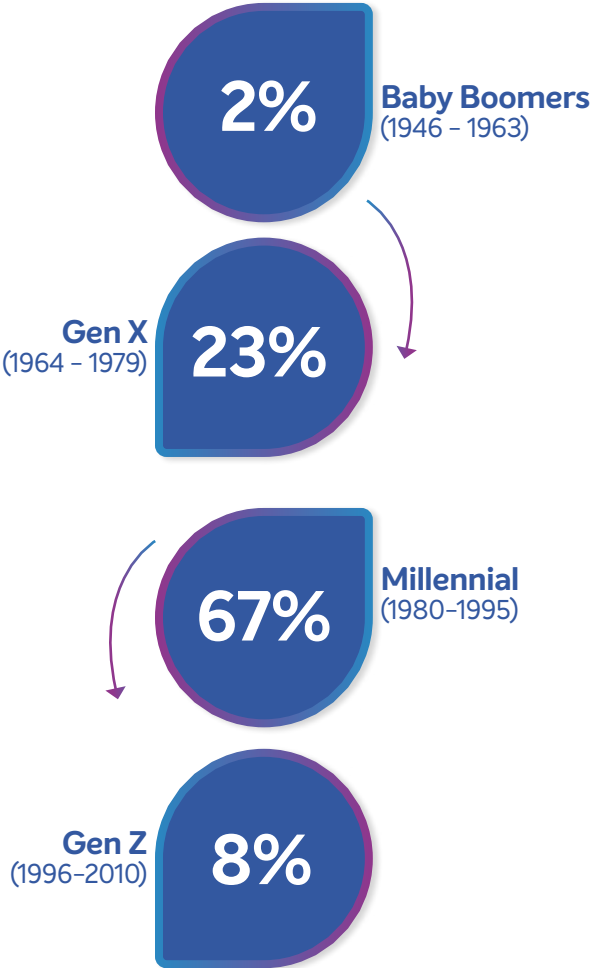 2%
Baby Boomers
(1946 – 1963)
Gen X
(1964 – 1979)
23%
67%
Millennial
(1980–1995)
Gen Z
(1996–2010)
8%